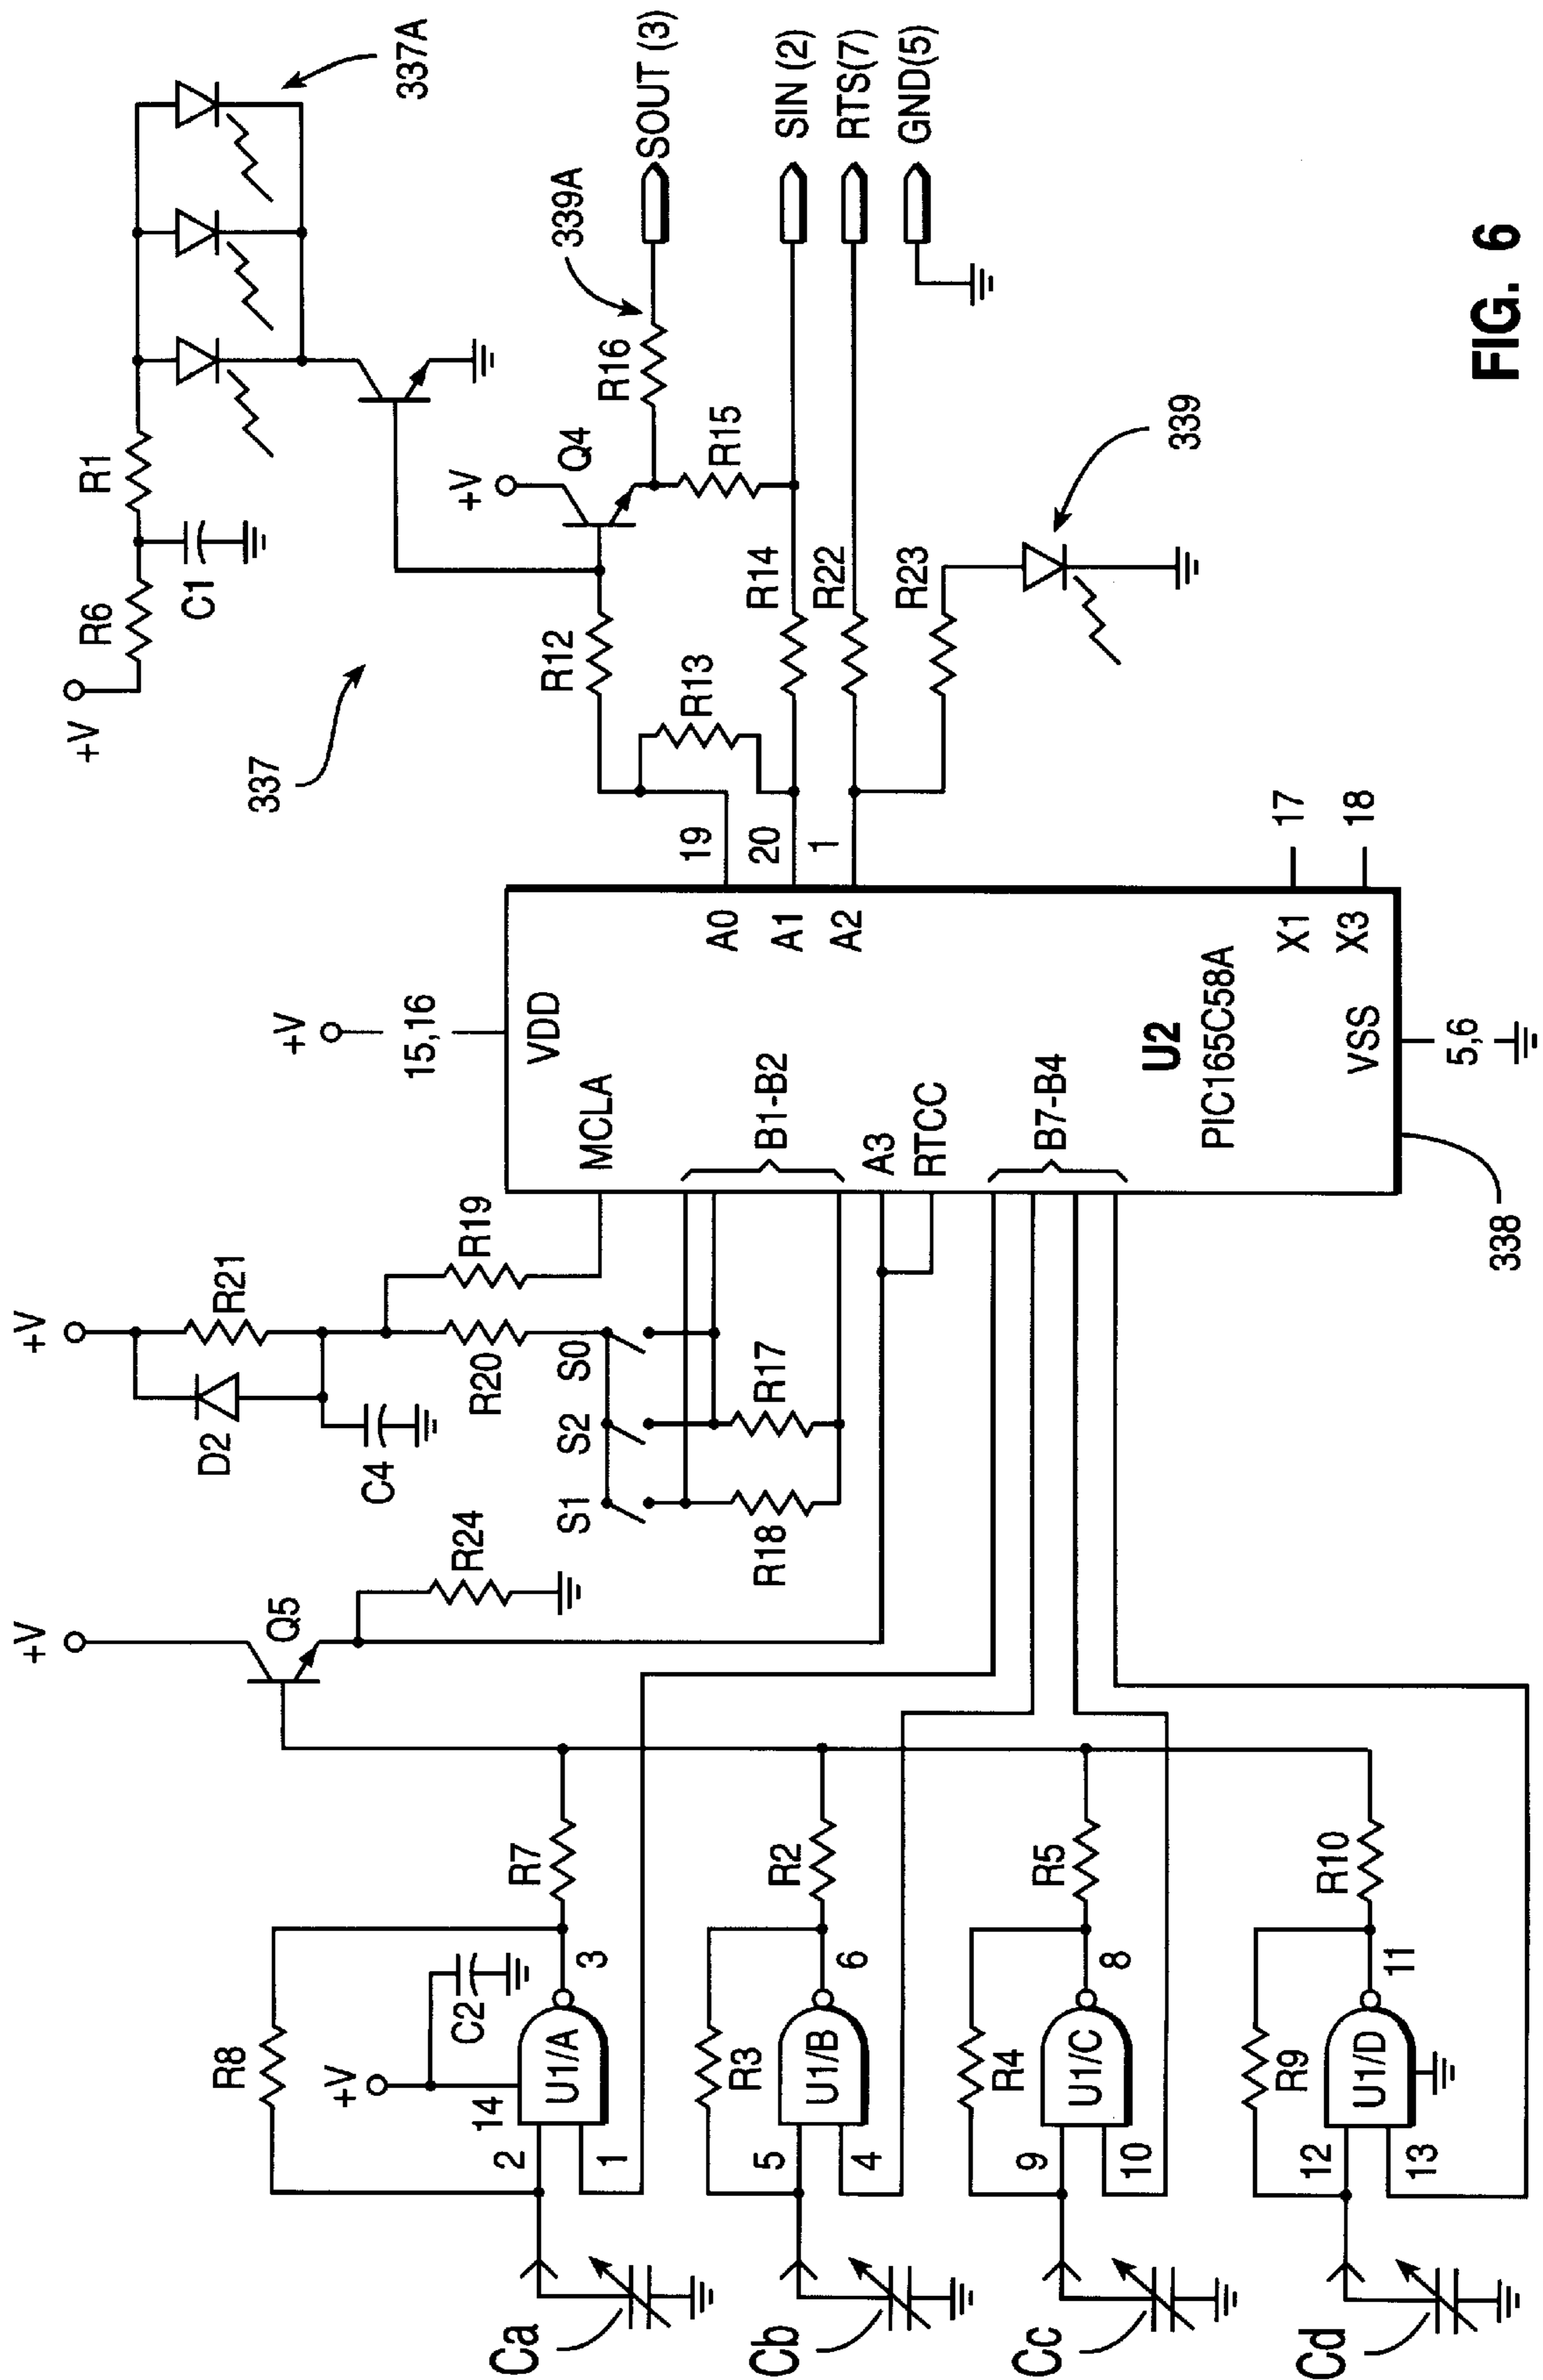 +V
R6
R1
C1
337A
337
+V
Q4
339A
R16
SOUT (3)
R12
R15
R13
R14
SIN (2)
R22
RTS(7)
R23
GND(5)
339
19
20
1
+V
15,16
VDD
MCLA
A0
B1-B2
A1
A2
A3
RTCC
B7-B4
U2
PIC165C58A
X1
17
X3
18
VSS
5,6
338
+V
R21
D2
R19
C4
R20
S1
S2
S0
R18
R17
+V
Q5
R24
R8
R7
+V
C2
14
2
U1/A
3
1
Ca
R3
R2
5
U1/B
6
4
Cb
R4
R5
9
U1/C
8
10
Cc
R9
R10
12
U1/D
11
13
Cd
FIG. 6